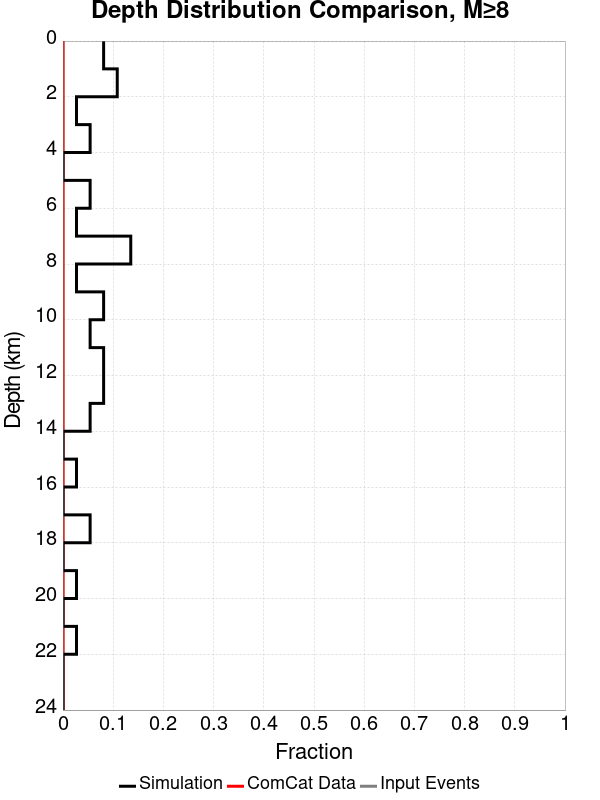 Depth Distribution Comparison, M≥8
0
2
4
6
8
10
12
14
16
18
20
22
24
Depth (km)
0 0.1 0.2 0.3 0.4 0.5 0.6 0.7 0.8 0.9 1
Fraction
Simulation ComCat Data Input Events